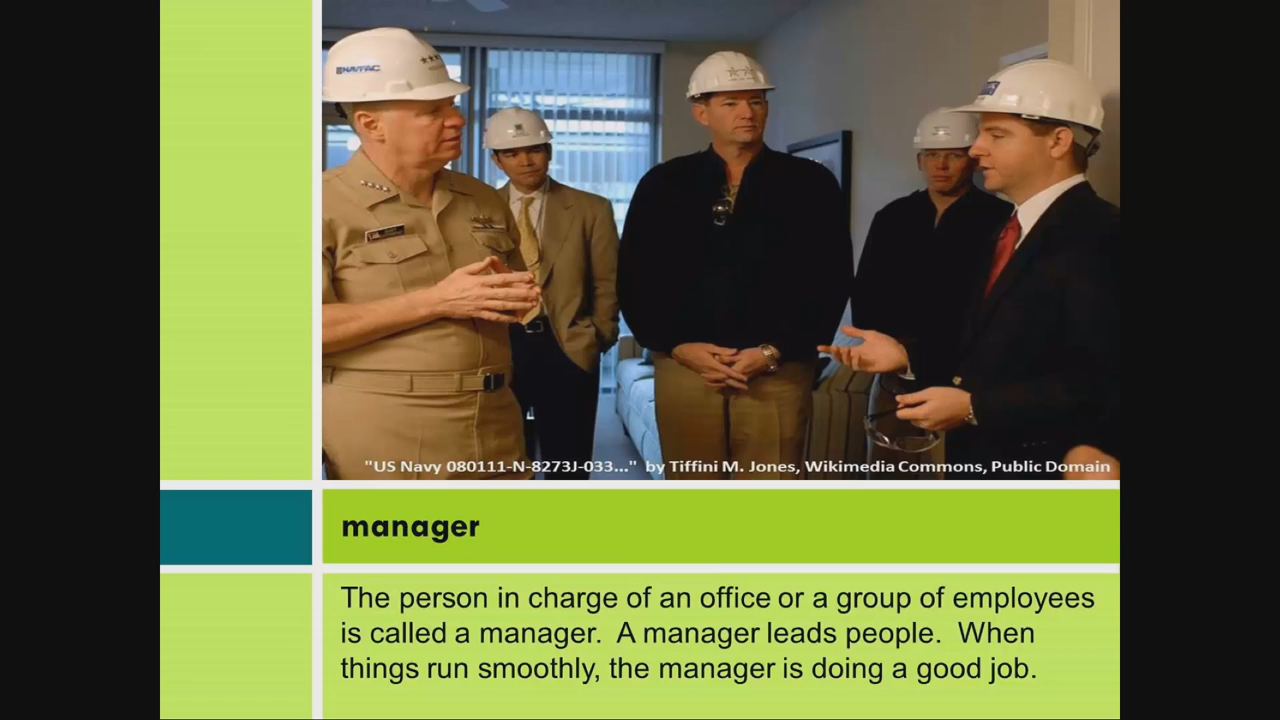 NAVFAC
"US Navy 080111-N-8273J-033..." by Tiffini M. Jones, Wikimedia Commons, Public Domain
manager
The person in charge of an office or a group of employees
is called a manager. A manager leads people. When
things run smoothly, the manager is doing a good job.